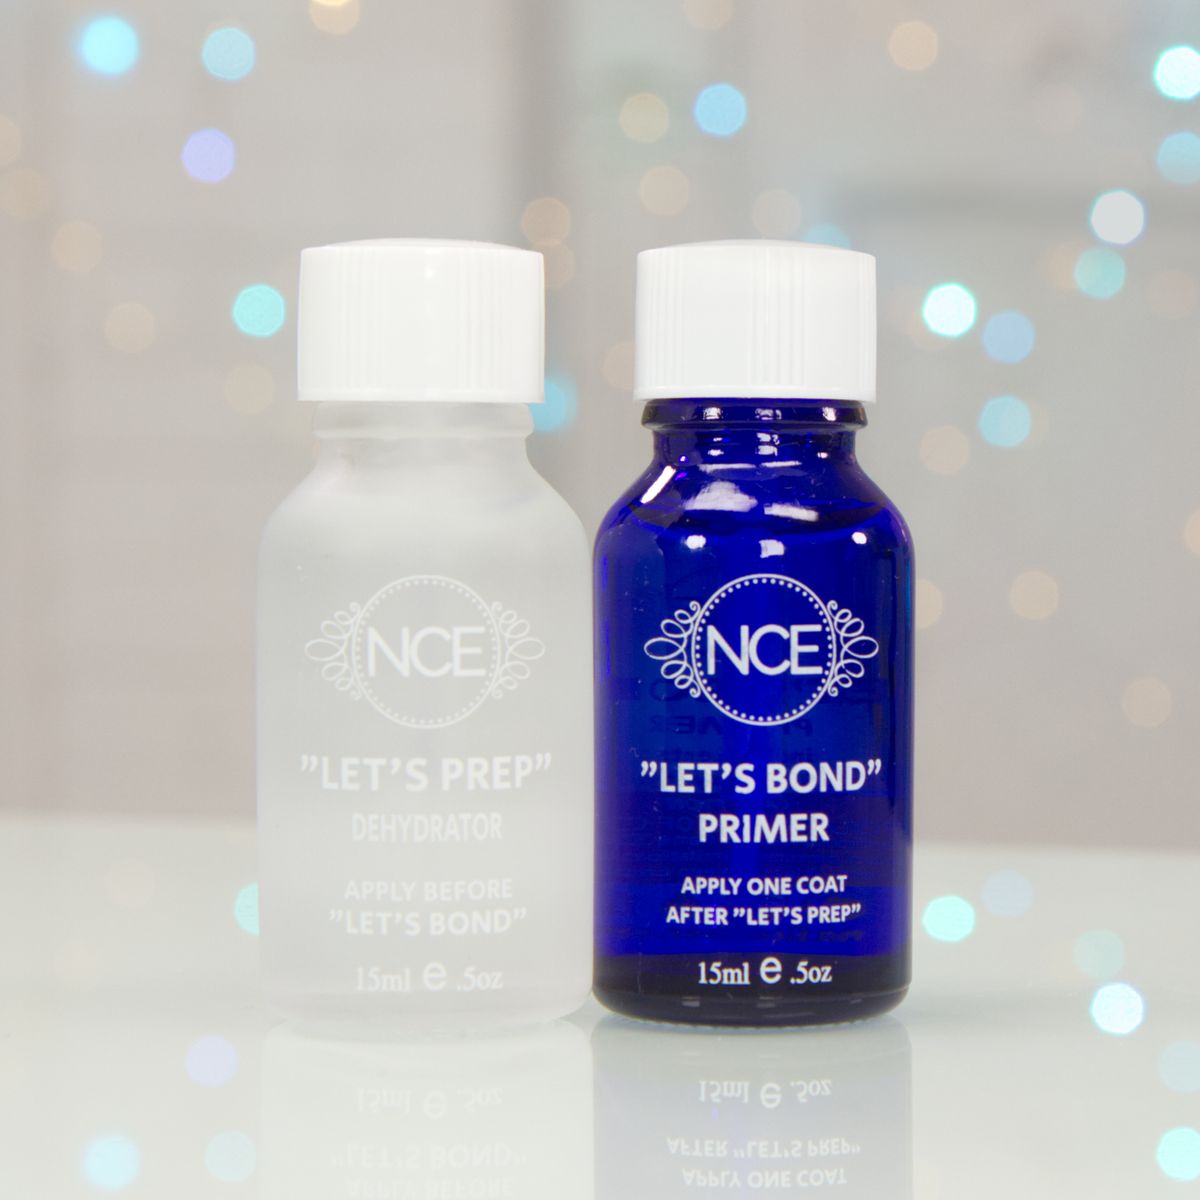 NCE
”LET’S PREP”
DEHYDRATOR
APPLY BEFORE
”LET’S BOND”
15ml e .5oz
NCE
”LET’S BOND”
PRIMER
APPLY ONE COAT
AFTER ”LET’S PREP”
15ml e .5oz